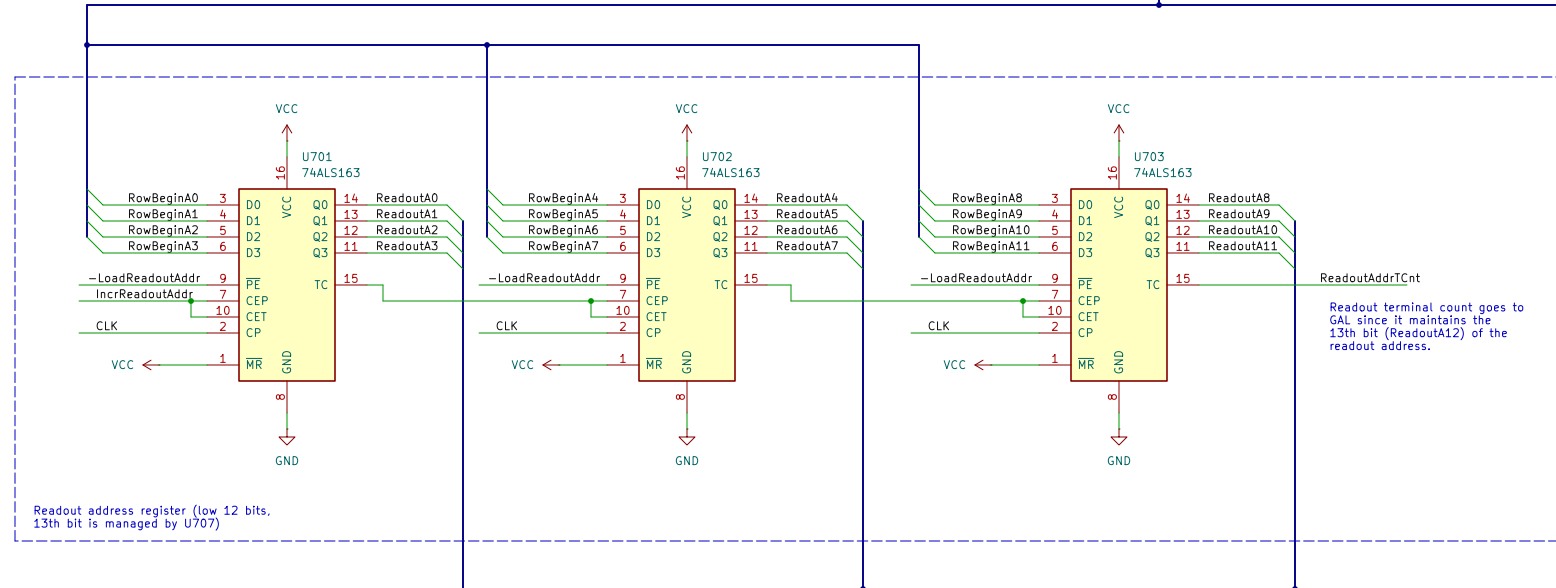 VCC
VCC
VCC
U701
74ALS163
U702
74ALS163
U703
74ALS163
16
16
16
VCC
VCC
VCC
RowBeginA0 3 D0 Q0 14 ReadoutA0
RowBeginA1 4 D1 Q1 13 ReadoutA1
RowBeginA2 5 D2 Q2 12 ReadoutA2
RowBeginA3 6 D3 Q3 11 ReadoutA3
-LoadReadoutAddr 9 PE TC 15
IncrReadoutAddr 7 CEP
10 CET
CLK 2 CP
VCC 1 MR
GND
8
GND
RowBeginA4 3 D0 Q0 14 ReadoutA4
RowBeginA5 4 D1 Q1 13 ReadoutA5
RowBeginA6 5 D2 Q2 12 ReadoutA6
RowBeginA7 6 D3 Q3 11 ReadoutA7
-LoadReadoutAddr 9 PE TC 15
7 CEP
10 CET
CLK 2 CP
VCC 1 MR
GND
8
GND
RowBeginA8 3 D0 Q0 14 ReadoutA8
RowBeginA9 4 D1 Q1 13 ReadoutA9
RowBeginA10 5 D2 Q2 12 ReadoutA10
RowBeginA11 6 D3 Q3 11 ReadoutA11
-LoadReadoutAddr 9 PE TC 15 ReadoutAddrTCnt
7 CEP
10 CET
CLK 2 CP
VCC 1 MR
GND
8
GND
Readout terminal count goes to
GAL since it maintains the
13th bit (ReadoutA12) of the
readout address.
Readout address register (low 12 bits,
13th bit is managed by U707)